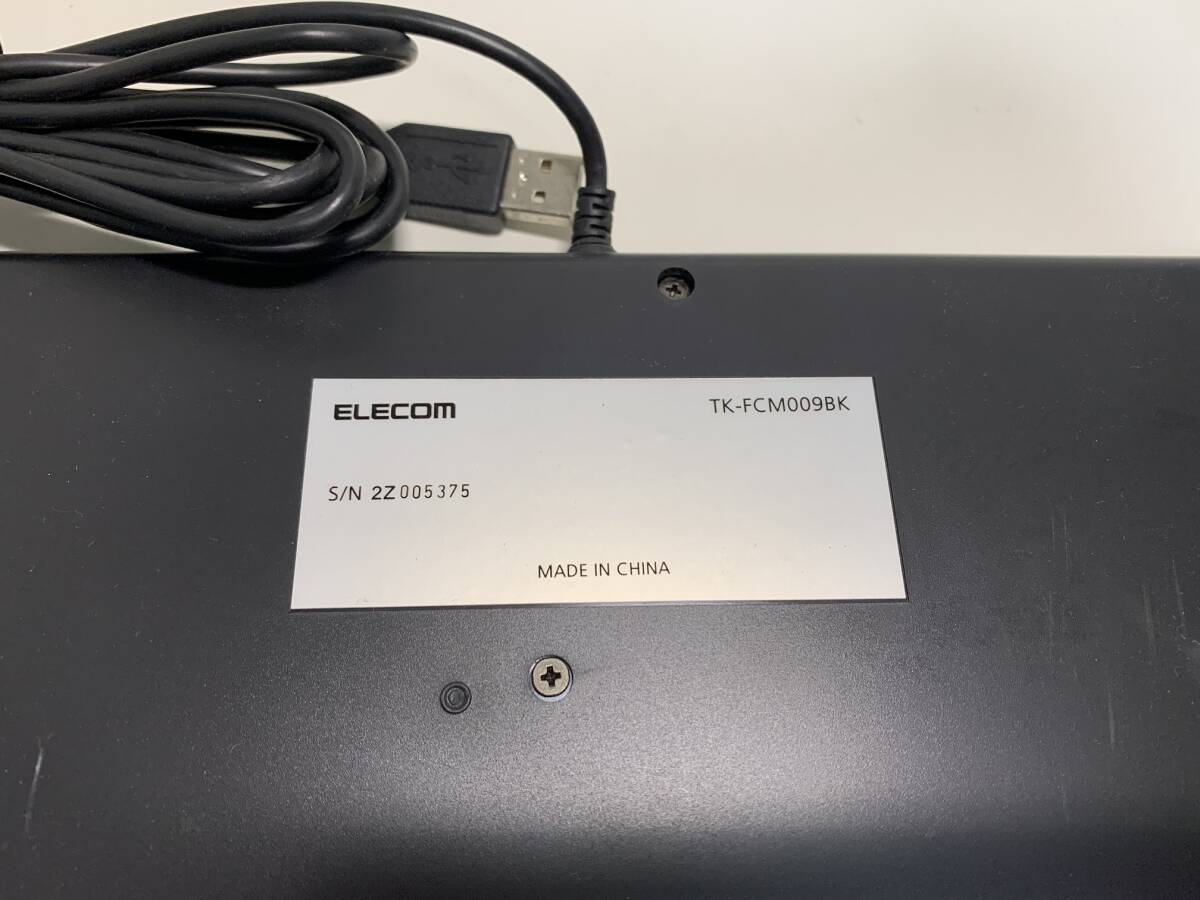 ELECOM
TK-FCM009BK
S/N 2Z005375
MADE IN CHINA